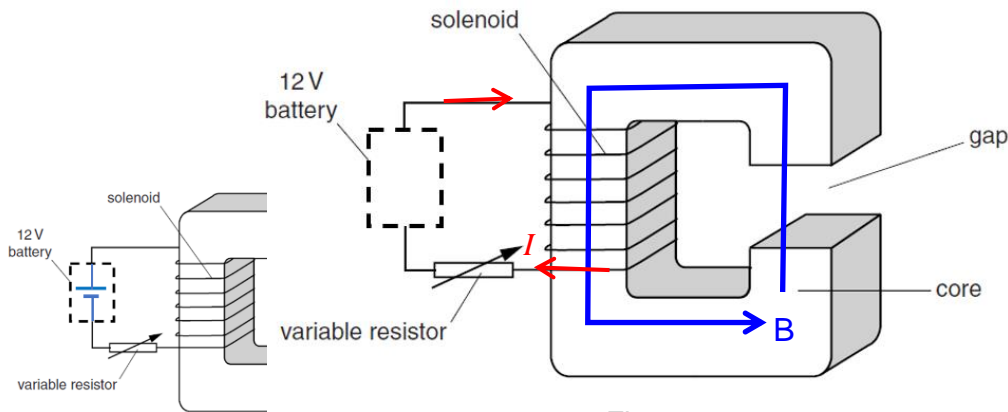 solenoid
12 V
battery
gap
I
core
variable resistor
B
solenoid
12 V
battery
variable resistor